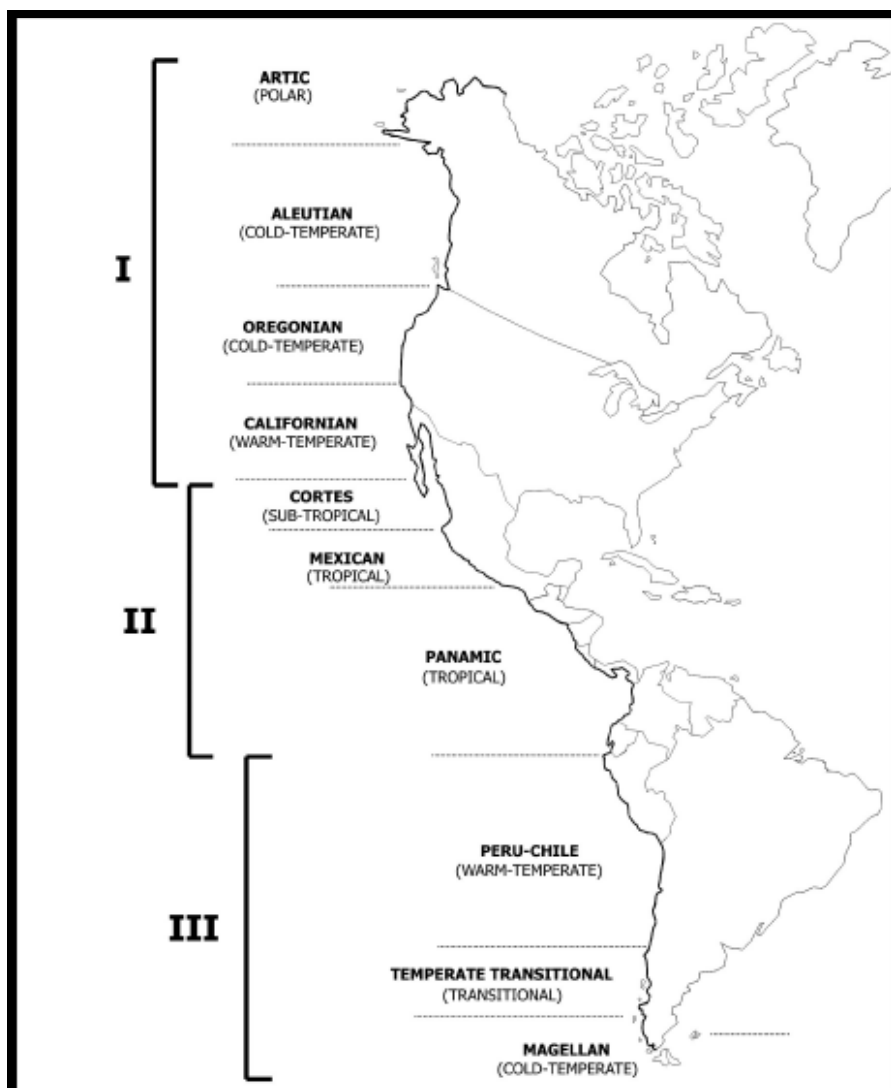 ARTIC
(POLAR)
ALEUTIAN
(COLD-TEMPERATE)
I
OREGONIAN
(COLD-TEMPERATE)
CALIFORNIAN
(WARM-TEMPERATE)
CORTES
(SUB-TROPICAL)
MEXICAN
(TROPICAL)
II
PANAMIC
(TROPICAL)
PERU-CHILE
(WARM-TEMPERATE)
III
TEMPERATE TRANSITIONAL
(TRANSITIONAL)
MAGELLAN
(COLD-TEMPERATE)